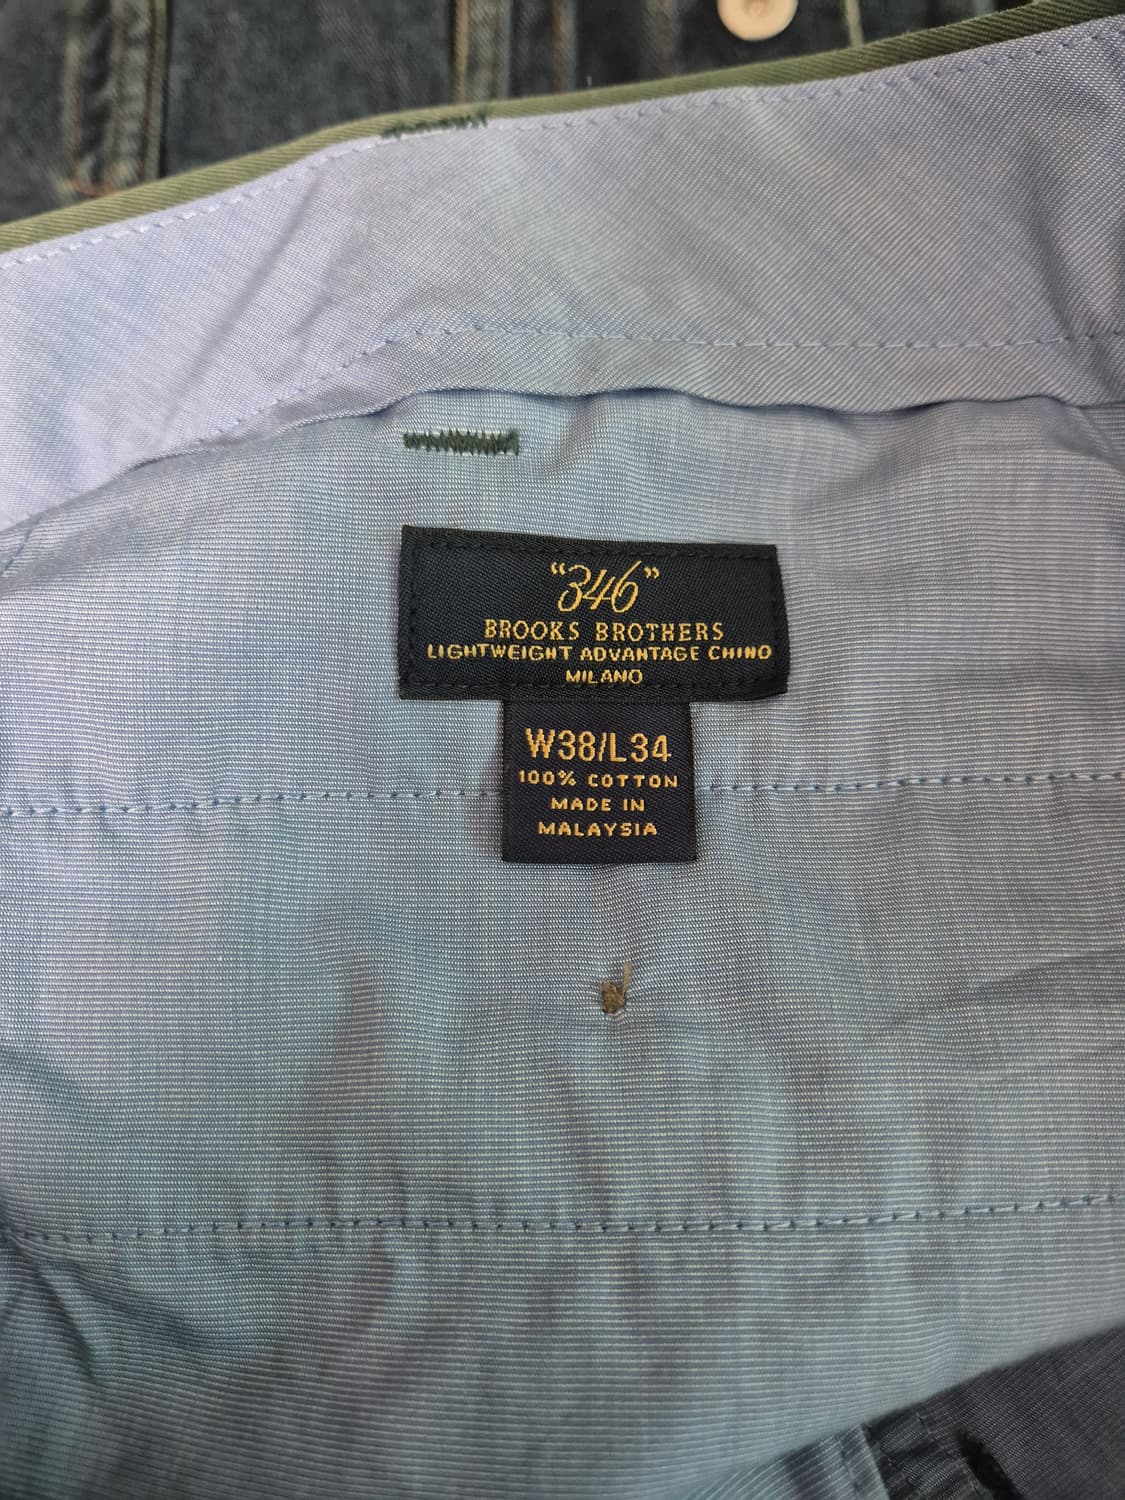 "346"
BROOKS BROTHERS
LIGHTWEIGHT ADVANTAGE CHINO
MILANO
W38/L34
100% COTTON
MADE IN
MALAYSIA